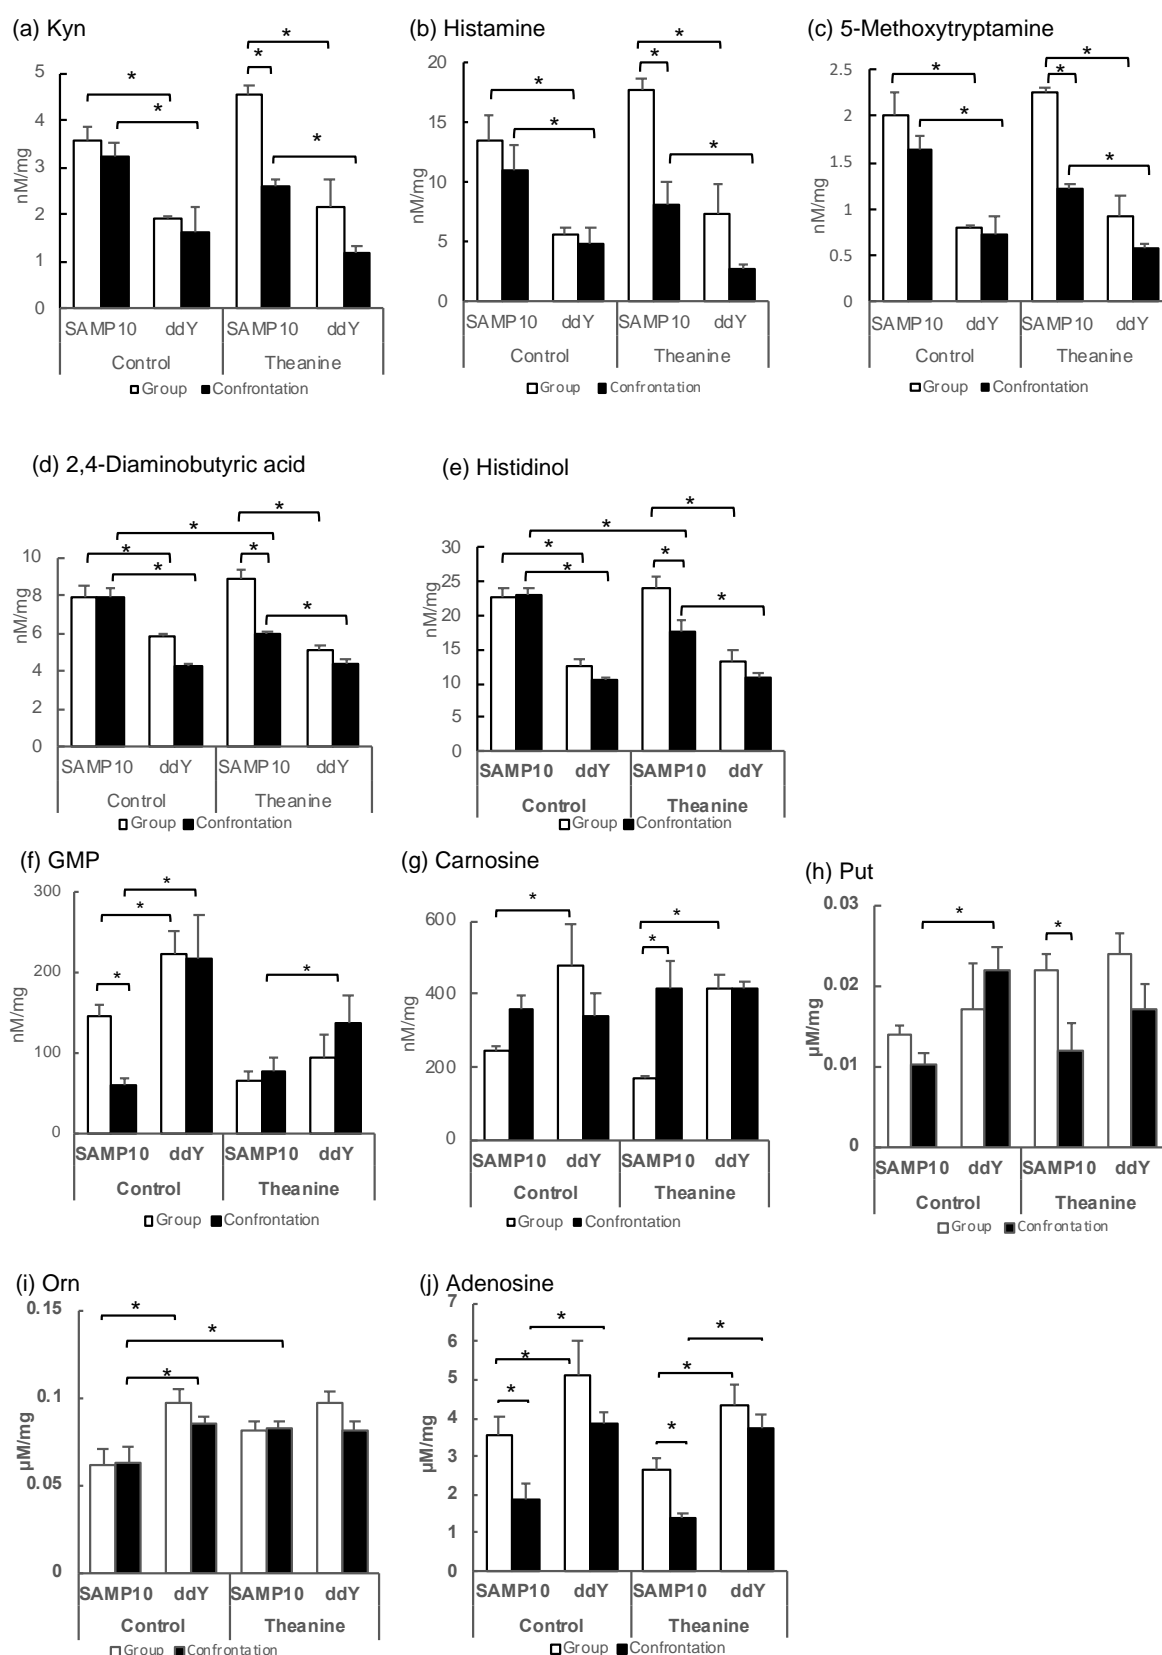 (a) Kyn
* * *
* *
5
4
3
2
1
0
nM/mg
SAMP10 ddY SAMP10 ddY
Control Theanine
Group Confrontation
(b) Histamine
* * *
* *
20
15
10
5
0
nM/mg
SAMP10 ddY SAMP10 ddY
Control Theanine
Group Confrontation
(c) 5-Methoxytryptamine
* * *
* *
2.5
2
1.5
1
0.5
0
nM/mg
SAMP10 ddY SAMP10 ddY
Control Theanine
Group Confrontation
(d) 2,4-Diaminobutyric acid
*
*
* *
* *
10
8
6
4
2
0
nM/mg
SAMP10 ddY SAMP10 ddY
Control Theanine
Group Confrontation
(e) Histidinol
*
*
* *
* *
30
25
20
15
10
5
0
nM/mg
SAMP10 ddY SAMP10 ddY
Control Theanine
Group Confrontation
(f) GMP
*
*
* *
300
200
100
0
nM/mg
SAMP10 ddY SAMP10 ddY
Control Theanine
Group Confrontation
(g) Carnosine
* *
*
600
400
200
0
nM/mg
SAMP10 ddY SAMP10 ddY
Control Theanine
Group Confrontation
(h) Put
* *
0.03
0.02
0.01
0
µM/mg
SAMP10 ddY SAMP10 ddY
Control Theanine
Group Confrontation
(i) Orn
*
*
*
0.15
0.1
0.05
0
µM/mg
SAMP10 ddY SAMP10 ddY
Control Theanine
Group Confrontation
(j) Adenosine
* *
* *
* *
7
6
5
4
3
2
1
0
µM/mg
SAMP10 ddY SAMP10 ddY
Control Theanine
Group Confrontation